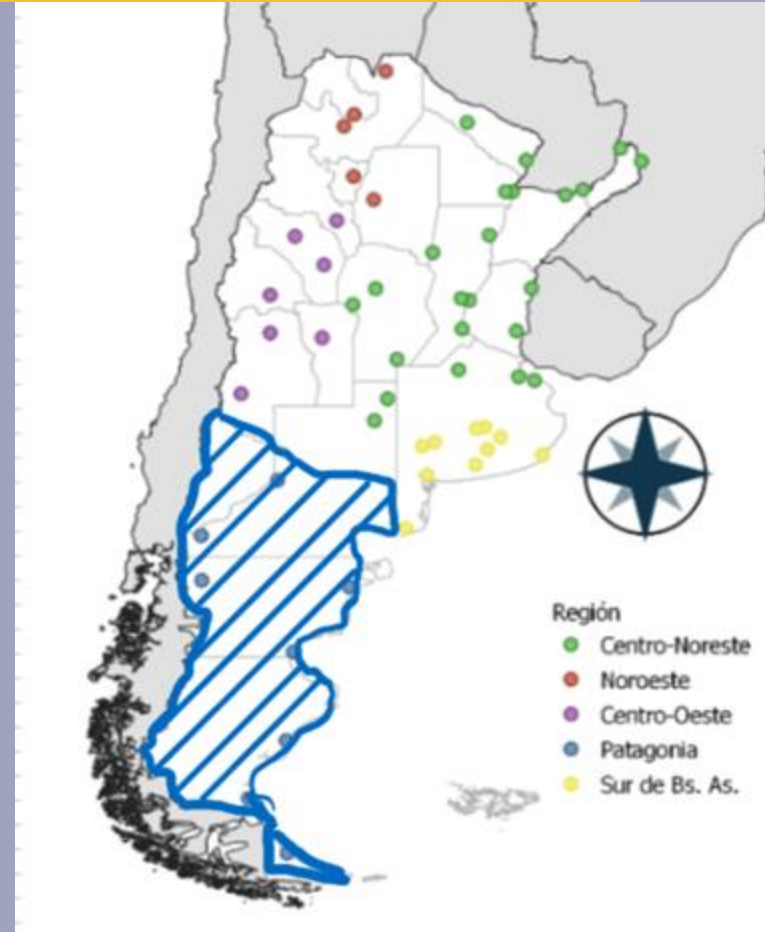 Región
Centro-Noreste
Noroeste
Centro-Oeste
Patagonia
Sur de Bs. As.